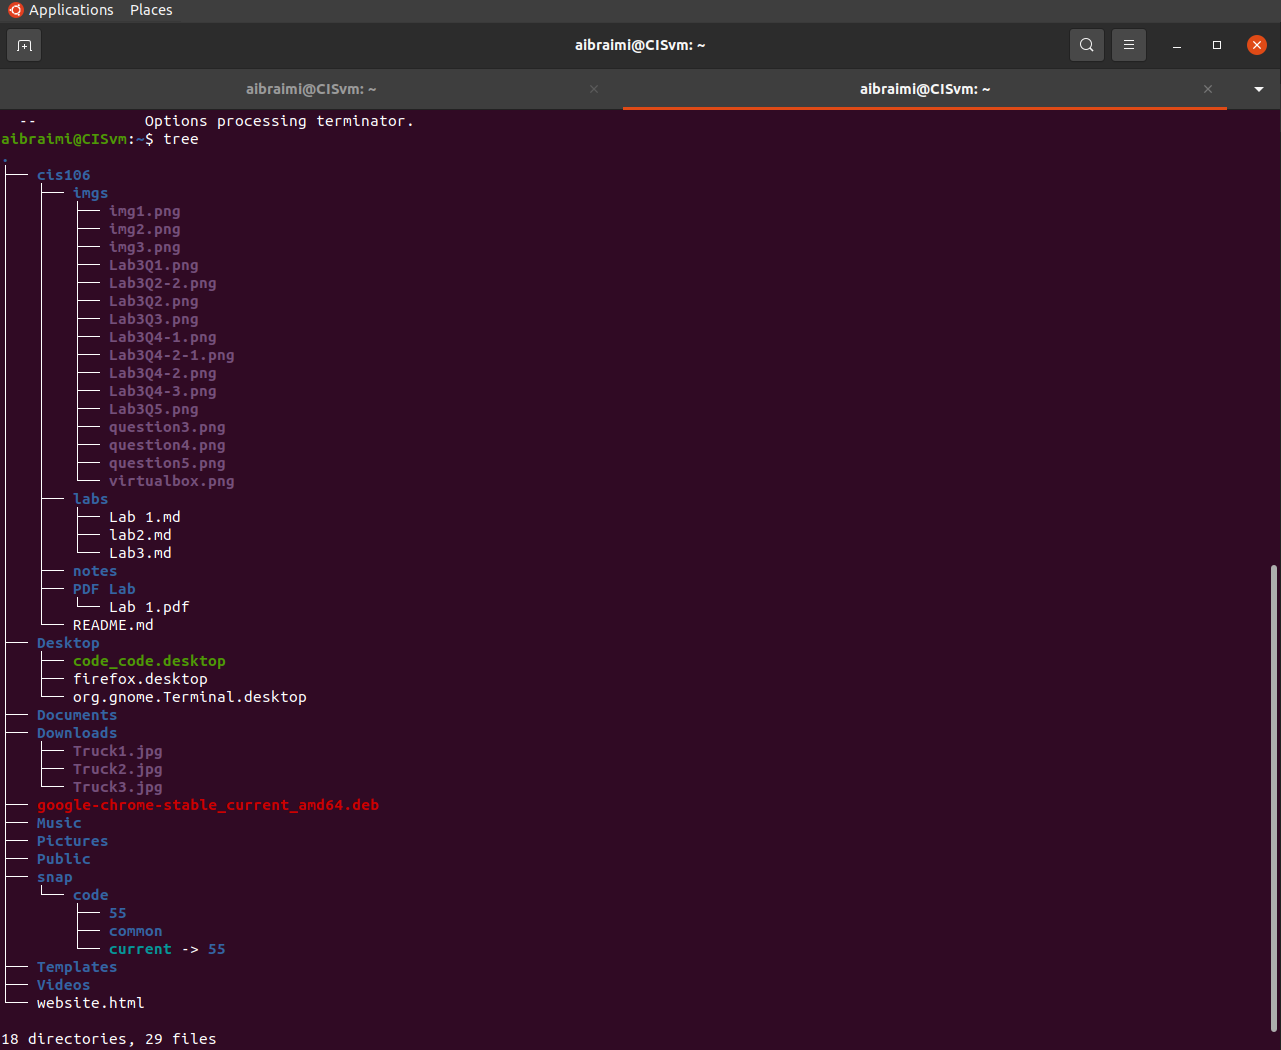 Applications Places
aibraimi@CISvm: ~
aibraimi@CISvm: ~ aibraimi@CISvm: ~
-- Options processing terminator.
aibraimi@CISvm:~$ tree
.
├── cis106
│   ├── imgs
│   │   ├── img1.png
│   │   ├── img2.png
│   │   ├── img3.png
│   │   ├── Lab3Q1.png
│   │   ├── Lab3Q2-2.png
│   │   ├── Lab3Q2.png
│   │   ├── Lab3Q3.png
│   │   ├── Lab3Q4-1.png
│   │   ├── Lab3Q4-2-1.png
│   │   ├── Lab3Q4-2.png
│   │   ├── Lab3Q4-3.png
│   │   ├── Lab3Q5.png
│   │   ├── question3.png
│   │   ├── question4.png
│   │   ├── question5.png
│   │   └── virtualbox.png
│   ├── labs
│   │   ├── Lab 1.md
│   │   ├── lab2.md
│   │   └── Lab3.md
│   ├── notes
│   ├── PDF Lab
│   │   └── Lab 1.pdf
│   └── README.md
├── Desktop
│   ├── code_code.desktop
│   ├── firefox.desktop
│   └── org.gnome.Terminal.desktop
├── Documents
├── Downloads
│   ├── Truck1.jpg
│   ├── Truck2.jpg
│   └── Truck3.jpg
├── google-chrome-stable_current_amd64.deb
├── Music
├── Pictures
├── Public
├── snap
│   └── code
│       ├── 55
│       ├── common
│       └── current -> 55
├── Templates
├── Videos
└── website.html
18 directories, 29 files